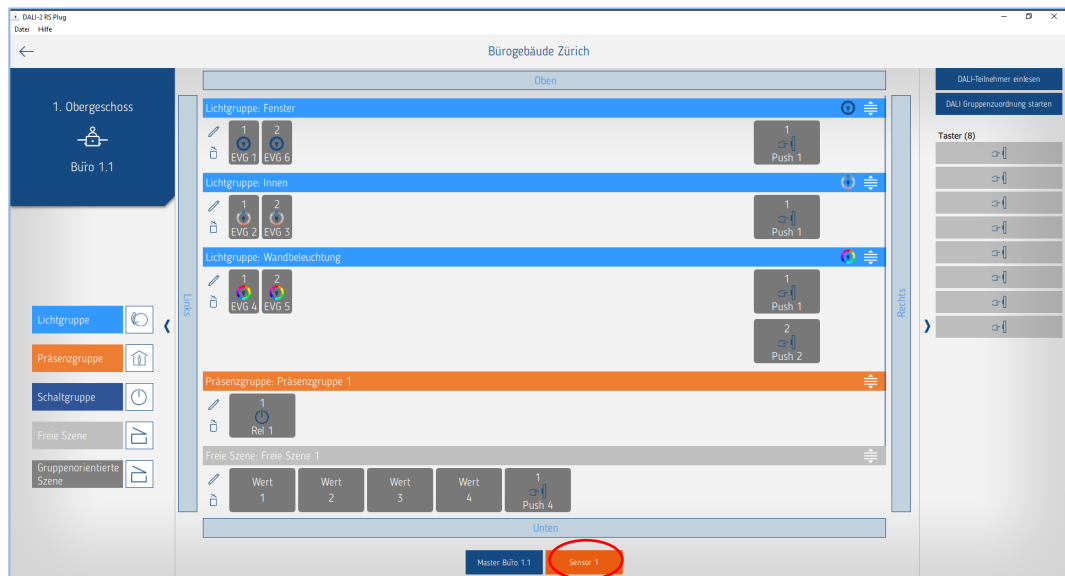 DALI-2 RS Plug
Datei Hilfe
Bürogebäude Zürich
1. Obergeschoss
Büro 1.1
Lichtgruppe
Präsenzgruppe
Schaltgruppe
Freie Szene
Gruppenorientierte
Szene
Links
Oben
Lichtgruppe: Fenster
1 2
EVG 1 EVG 6
1
Push 1
Lichtgruppe: Innen
1 2
EVG 2 EVG 3
1
Push 1
Lichtgruppe: Wandbeleuchtung
1 2
EVG 4 EVG 5
1
Push 1
2
Push 2
Präsenzgruppe: Präsenzgruppe 1
1
Rel 1
Freie Szene: Freie Szene 1
Wert Wert Wert Wert 1
1 2 3 4 Push 4
Unten
Master Büro 1.1 Sensor 1
Rechts
DALI-Teilnehmer einlesen
DALI Gruppenzuordnung starten
Taster (8)